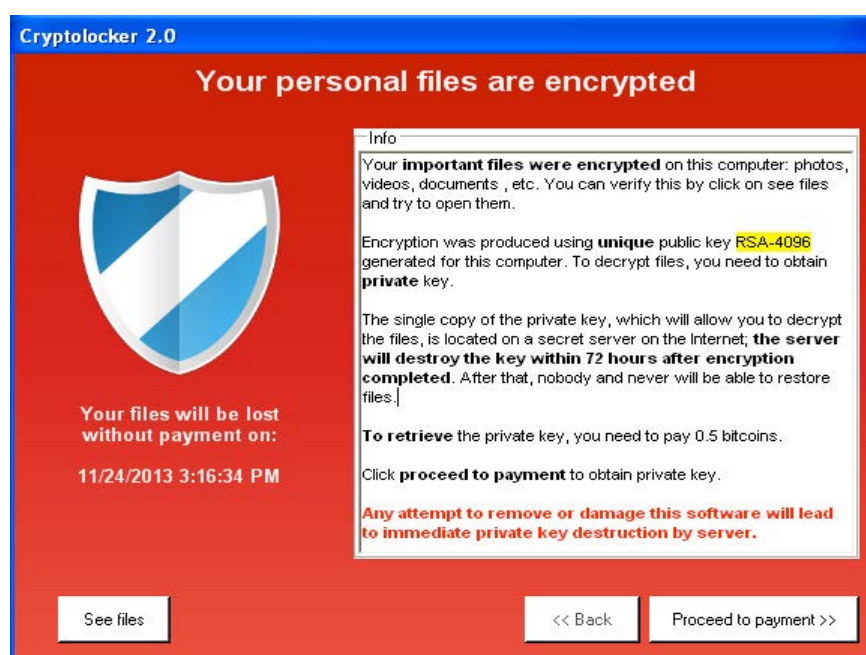 Cryptolocker 2.0
Your personal files are encrypted
Info
Your important files were encrypted on this computer: photos,
videos, documents , etc. You can verify this by click on see files
and try to open them.
Encryption was produced using unique public key RSA-4096
generated for this computer. To decrypt files, you need to obtain
private key.
The single copy of the private key, which will allow you to decrypt
the files, is located on a secret server on the Internet; the server
will destroy the key within 72 hours after encryption
completed. After that, nobody and never will be able to restore
files.
To retrieve the private key, you need to pay 0.5 bitcoins.
Click proceed to payment to obtain private key.
Any attempt to remove or damage this software will lead
to immediate private key destruction by server.
Your files will be lost
without payment on:
11/24/2013 3:16:34 PM
See files
<< Back
Proceed to payment >>